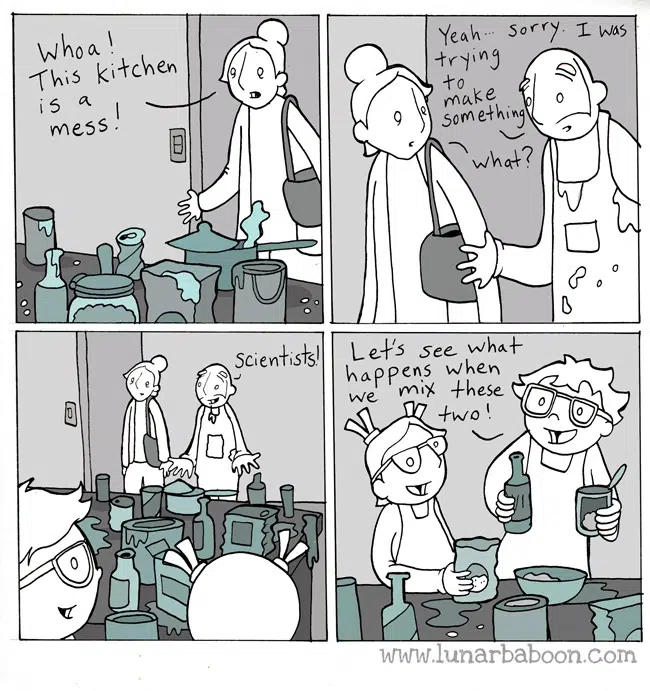 Whoa!
This kitchen
is a
mess!
Yeah... sorry. I was
trying
to
make
something
what?
Scientists!
Let's see what
happens when
we mix these
two!
www.lunarbaboon.com